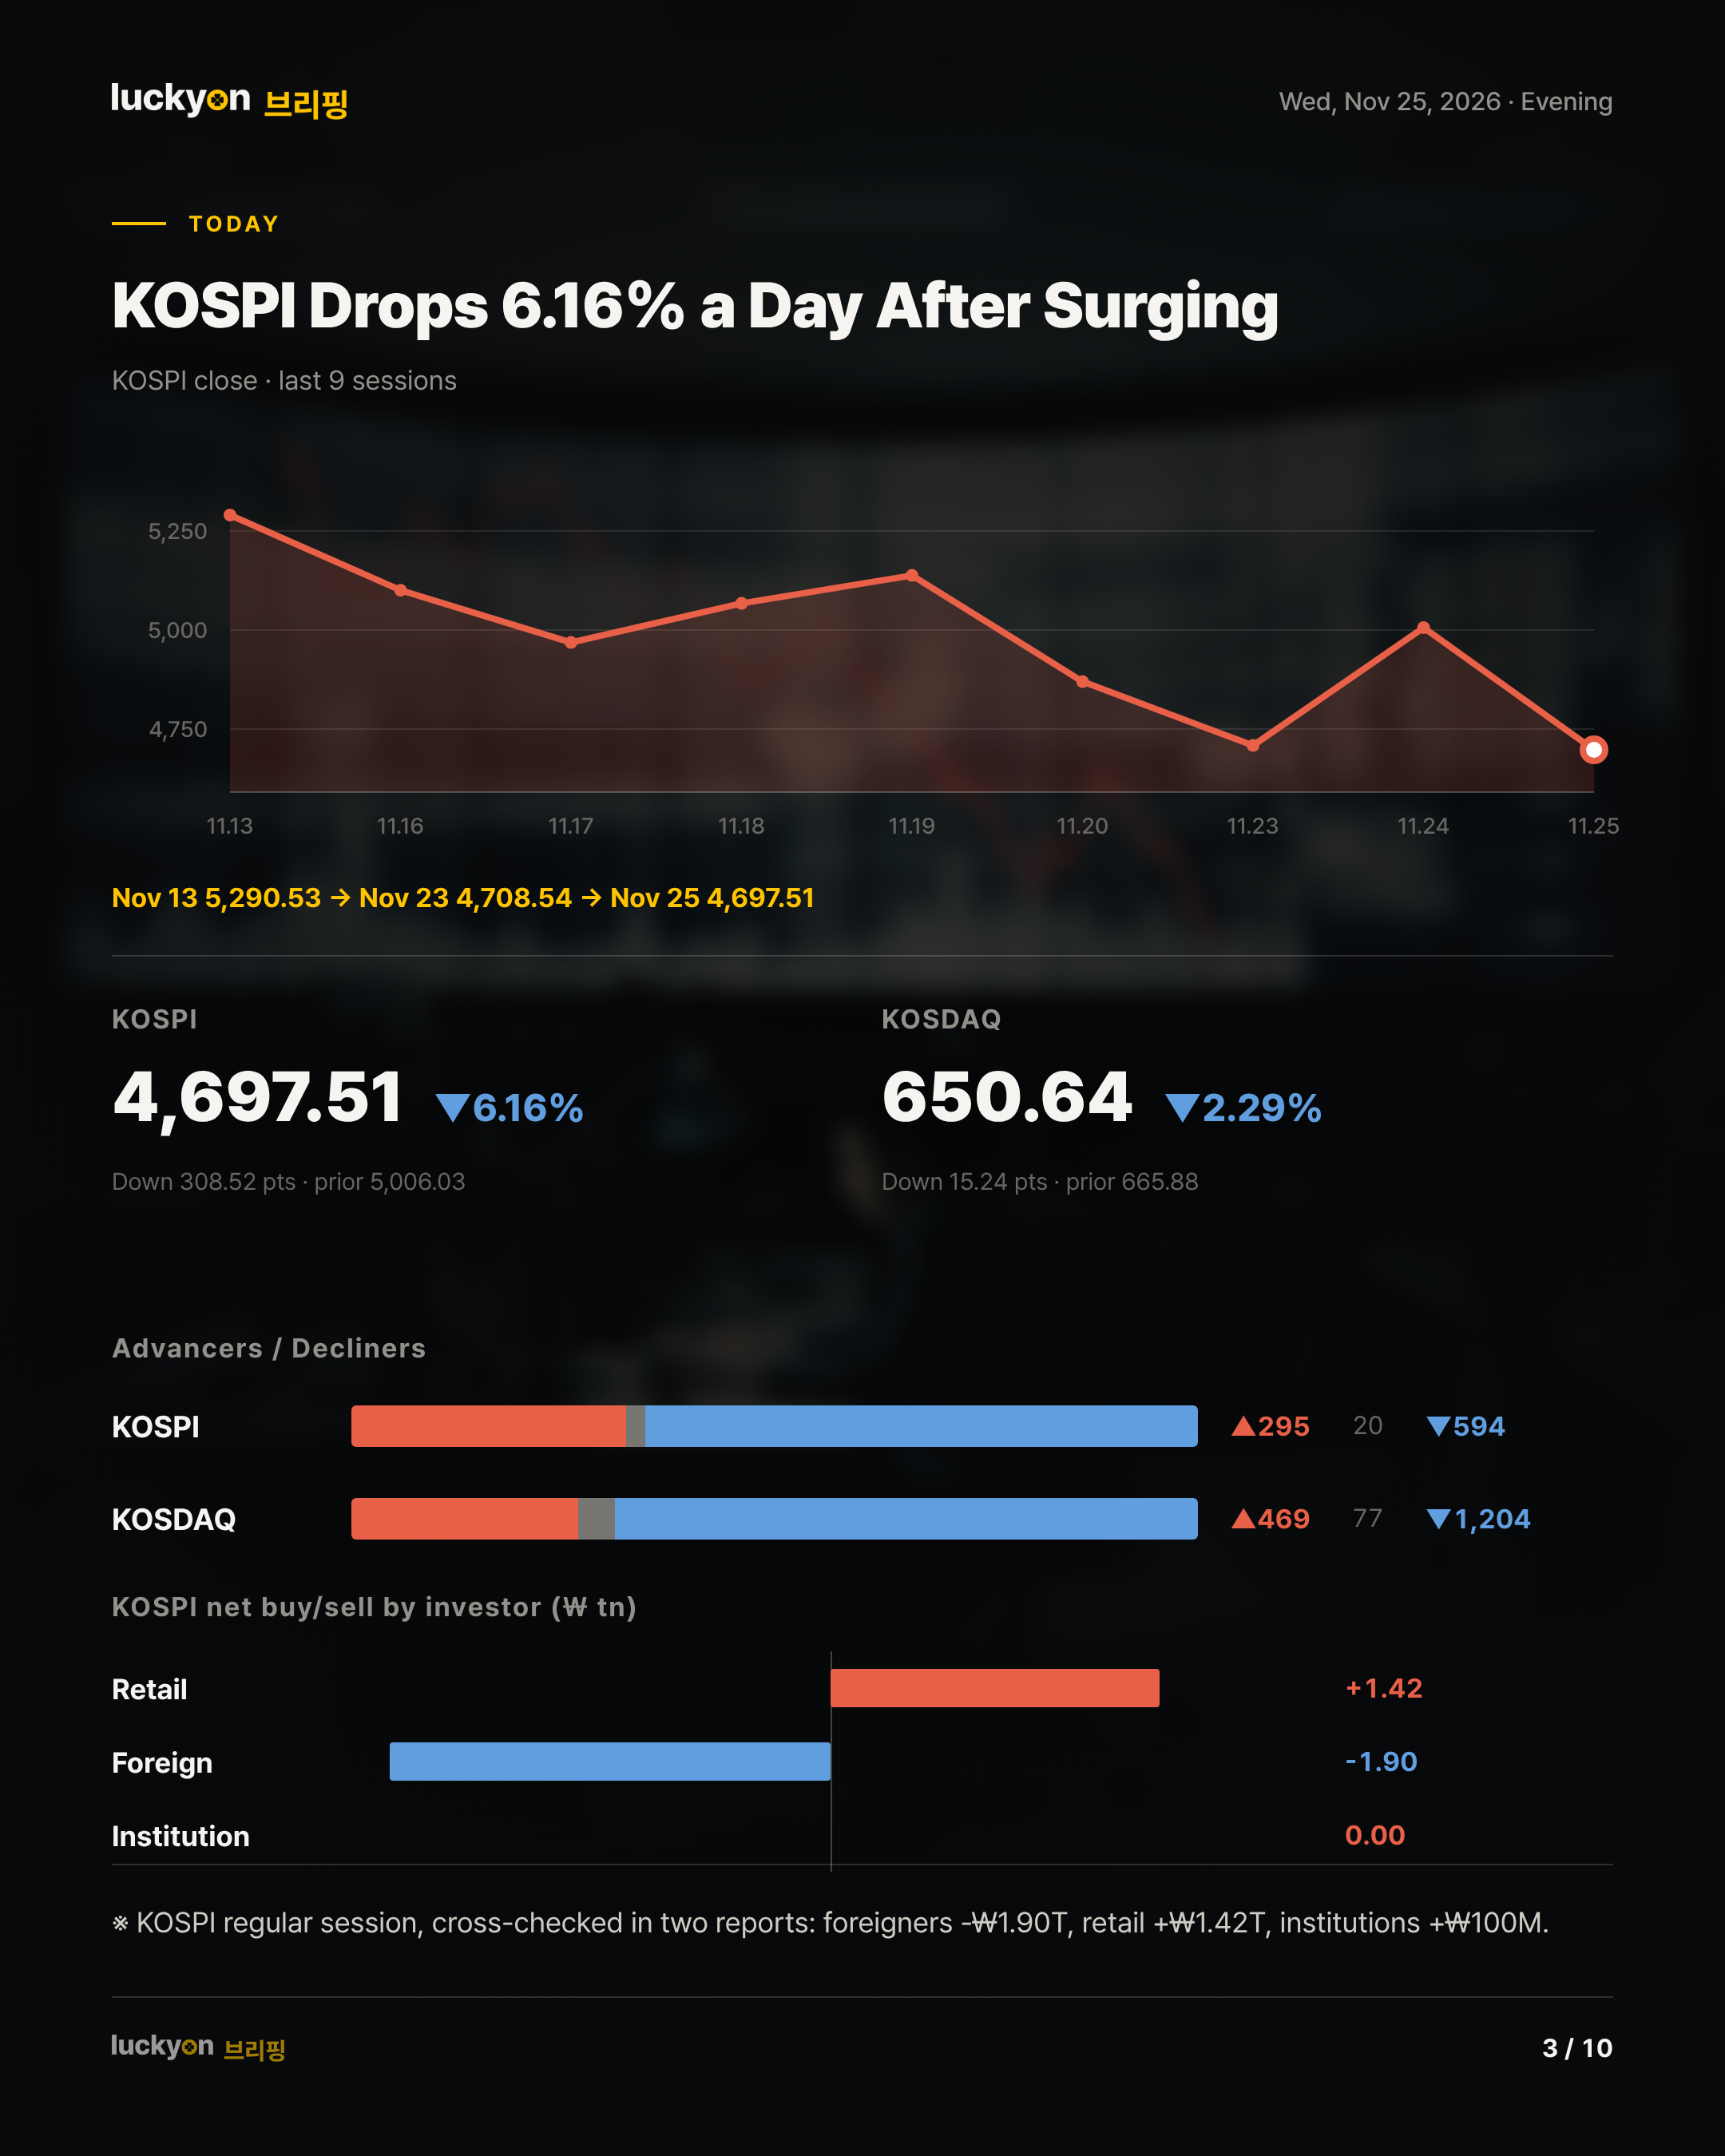 luckyon 브리핑
Wed, Nov 25, 2026 · Evening
TODAY
KOSPI Drops 6.16% a Day After Surging
KOSPI close · last 9 sessions
5,250
5,000
4,750
11.13 11.16 11.17 11.18 11.19 11.20 11.23 11.24 11.25
Nov 13 5,290.53 → Nov 23 4,708.54 → Nov 25 4,697.51
KOSPI
4,697.51 ▼6.16%
Down 308.52 pts · prior 5,006.03
KOSDAQ
650.64 ▼2.29%
Down 15.24 pts · prior 665.88
Advancers / Decliners
KOSPI ▲295 20 ▼594
KOSDAQ ▲469 77 ▼1,204
KOSPI net buy/sell by investor (₩ tn)
Retail +1.42
Foreign -1.90
Institution 0.00
※ KOSPI regular session, cross-checked in two reports: foreigners -₩1.90T, retail +₩1.42T, institutions +₩100M.
luckyon 브리핑
3 / 10